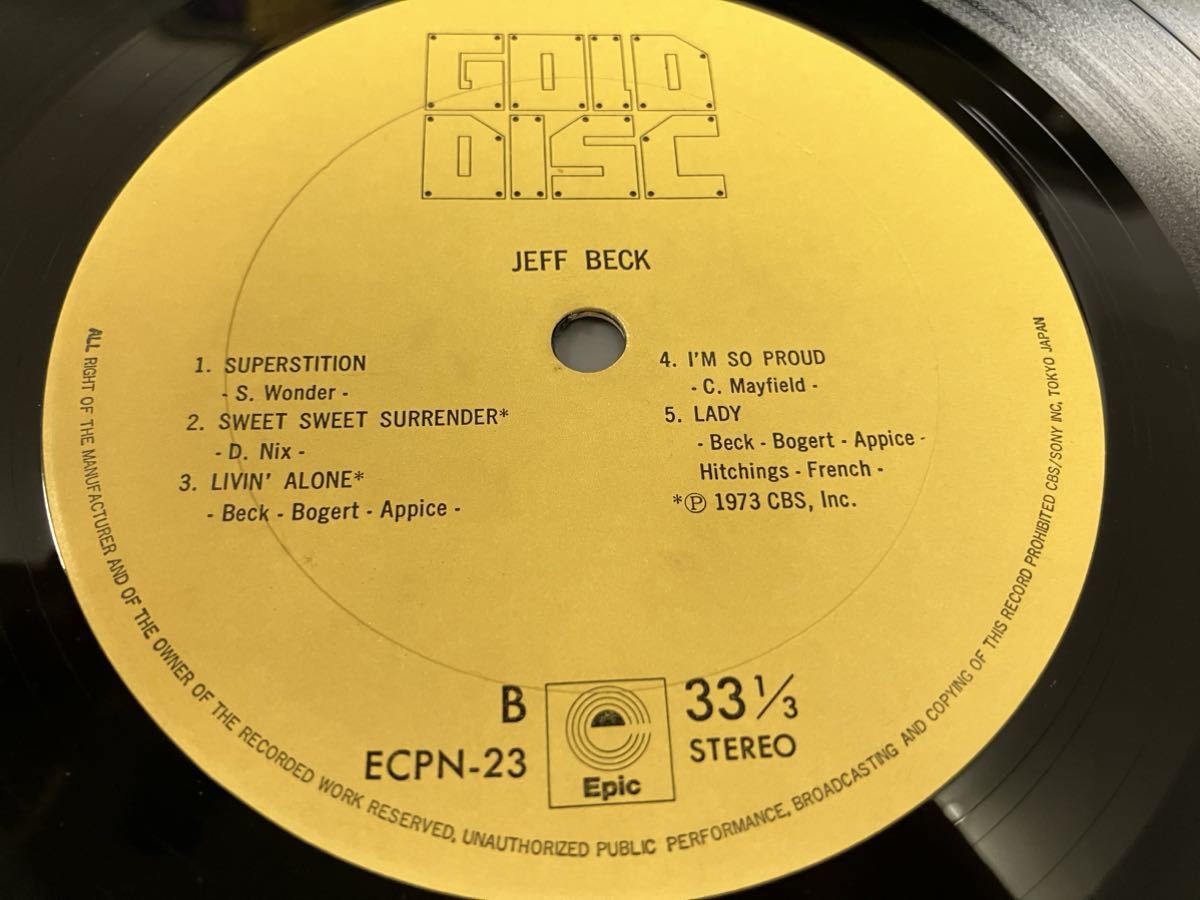 GOLD
DISC
JEFF BECK
1. SUPERSTITION
- S. Wonder -
2. SWEET SWEET SURRENDER*
- D. Nix -
3. LIVIN' ALONE*
- Beck - Bogert - Appice -
4. I'M SO PROUD
- C. Mayfield -
5. LADY
- Beck - Bogert - Appice -
Hitchings - French -
*Ⓟ 1973 CBS, Inc.
B
ECPN-23
Epic
33 1/3
STEREO
ALL RIGHT OF THE MANUFACTURER AND OF THE OWNER OF THE RECORDED WORK RESERVED, UNAUTHORIZED PUBLIC PERFORMANCE, BROADCASTING AND COPYING OF THIS RECORD PROHIBITED CBS/SONY INC, TOKYO JAPAN